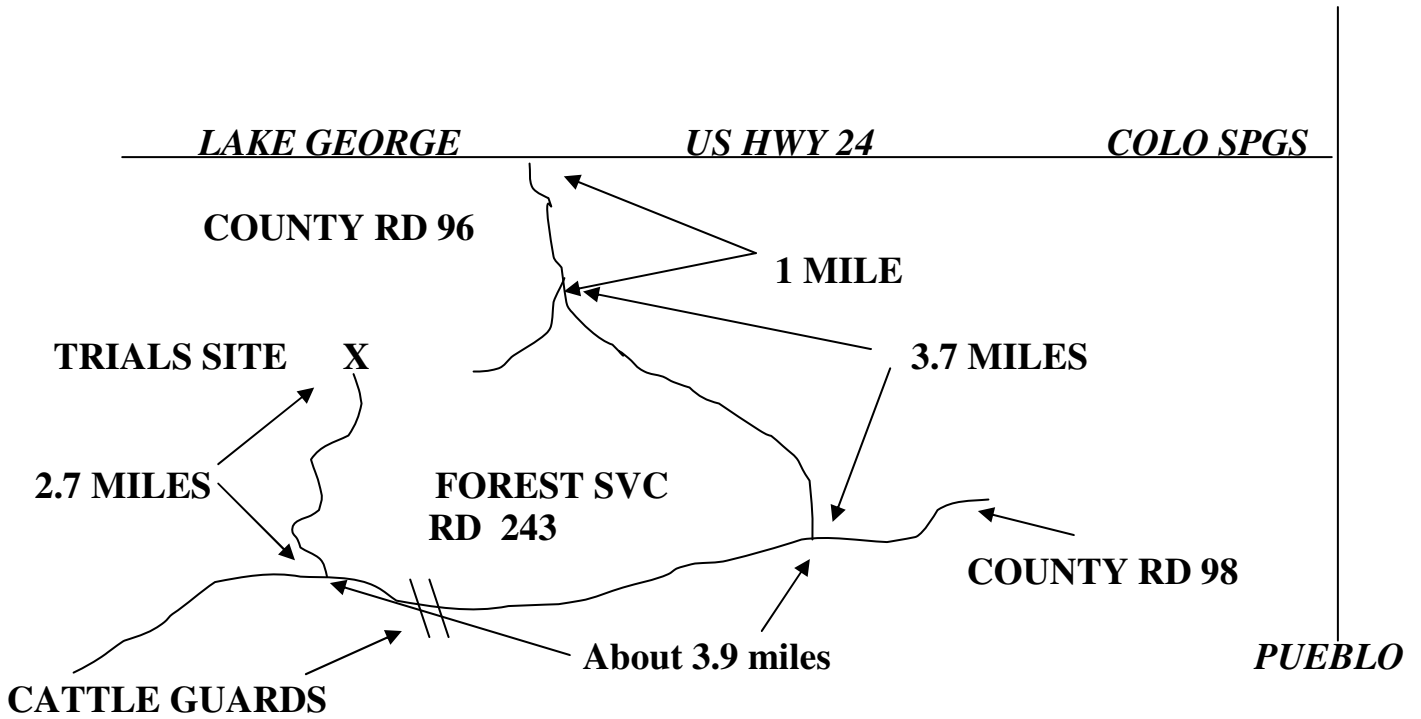 LAKE GEORGE US HWY 24 COLO SPGS
COUNTY RD 96
1 MILE
TRIALS SITE X
3.7 MILES
2.7 MILES
FOREST SVC
RD 243
COUNTY RD 98
About 3.9 miles
PUEBLO
CATTLE GUARDS